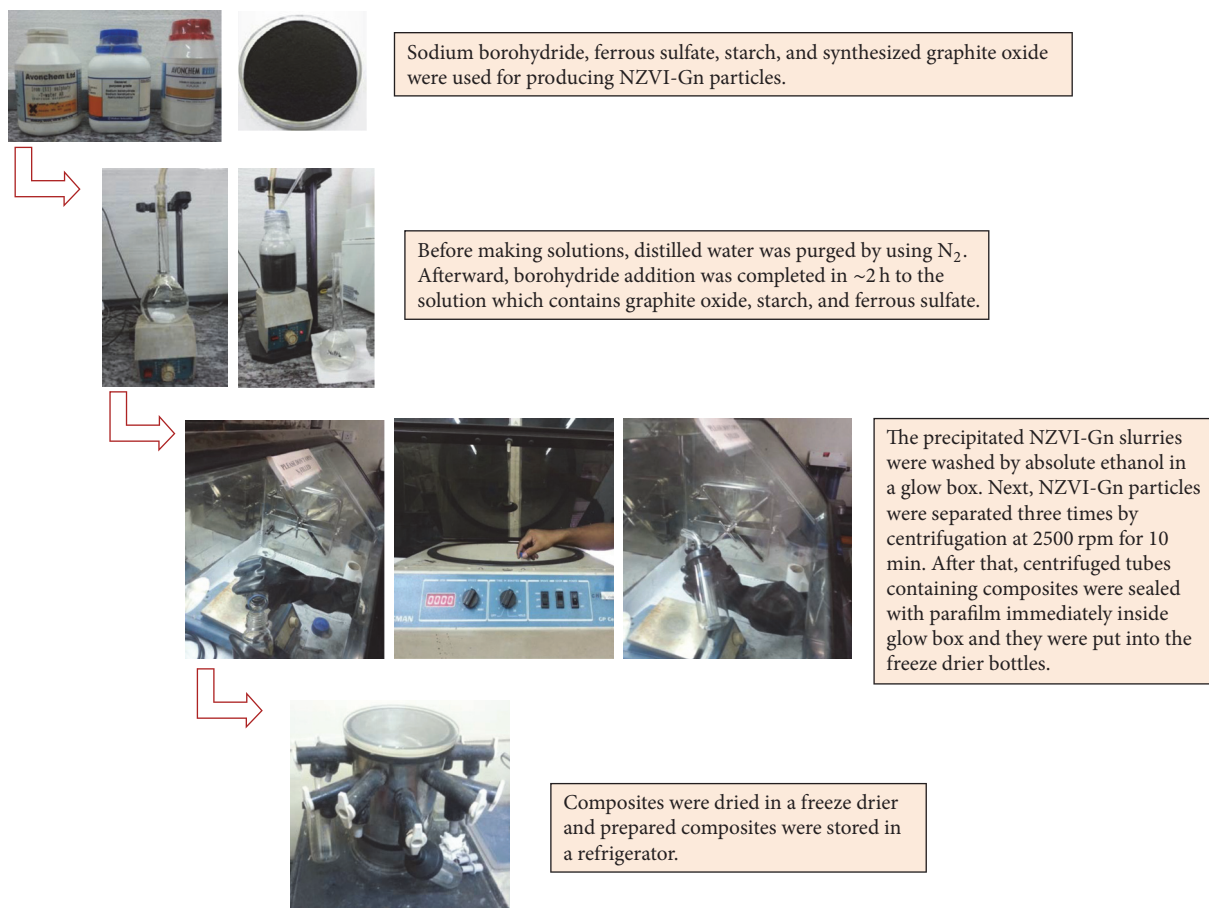 Avonchem Ltd
AVONCHEM
Sodium borohydride, ferrous sulfate, starch, and synthesized graphite oxide
were used for producing NZVI-Gn particles.
Before making solutions, distilled water was purged by using N₂.
Afterward, borohydride addition was completed in ~2 h to the
solution which contains graphite oxide, starch, and ferrous sulfate.
The precipitated NZVI-Gn slurries
were washed by absolute ethanol in
a glow box. Next, NZVI-Gn particles
were separated three times by
centrifugation at 2500 rpm for 10
min. After that, centrifuged tubes
containing composites were sealed
with parafilm immediately inside
glow box and they were put into the
freeze drier bottles.
0000
Composites were dried in a freeze drier
and prepared composites were stored in
a refrigerator.